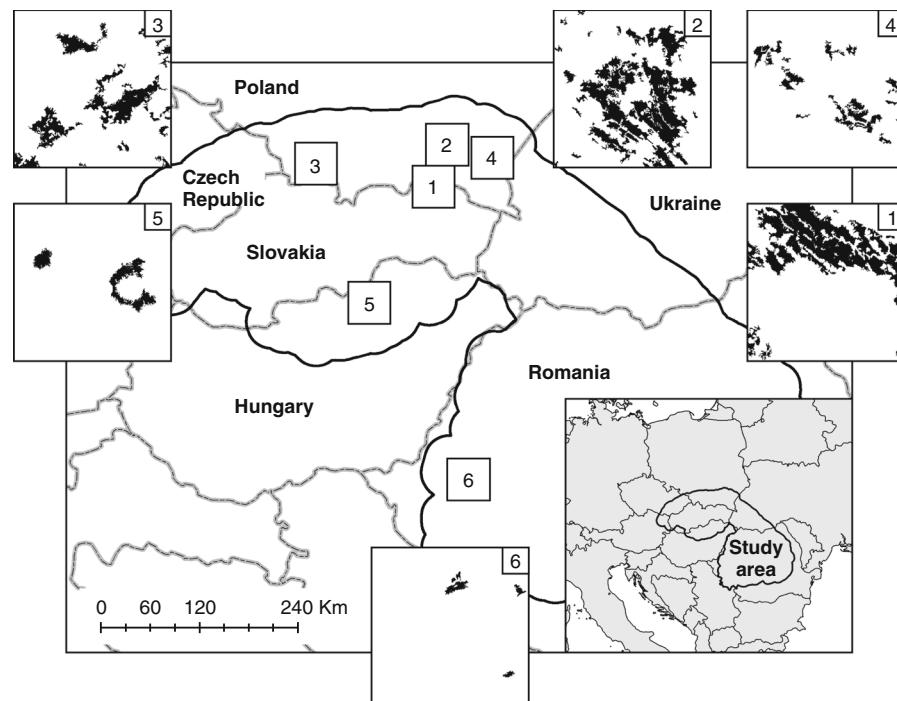 3
2
4
Poland
2
3
4
1
Czech
Republic
Ukraine
5
1
Slovakia
5
Romania
Hungary
6
Study
area
6
0 60 120 240 Km